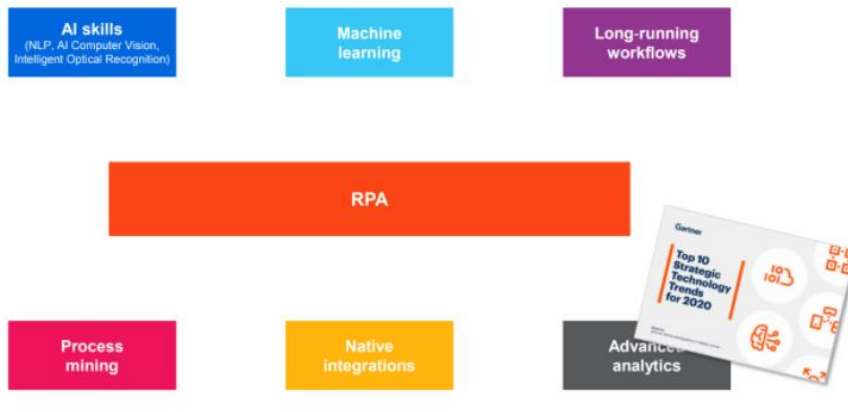 AI skills
(NLP, AI Computer Vision,
Intelligent Optical Recognition)
Machine
learning
Long-running
workflows
RPA
Gartner
Top 10
Strategic
Technology
Trends
for 2020
Process
mining
Native
integrations
Advanced
analytics